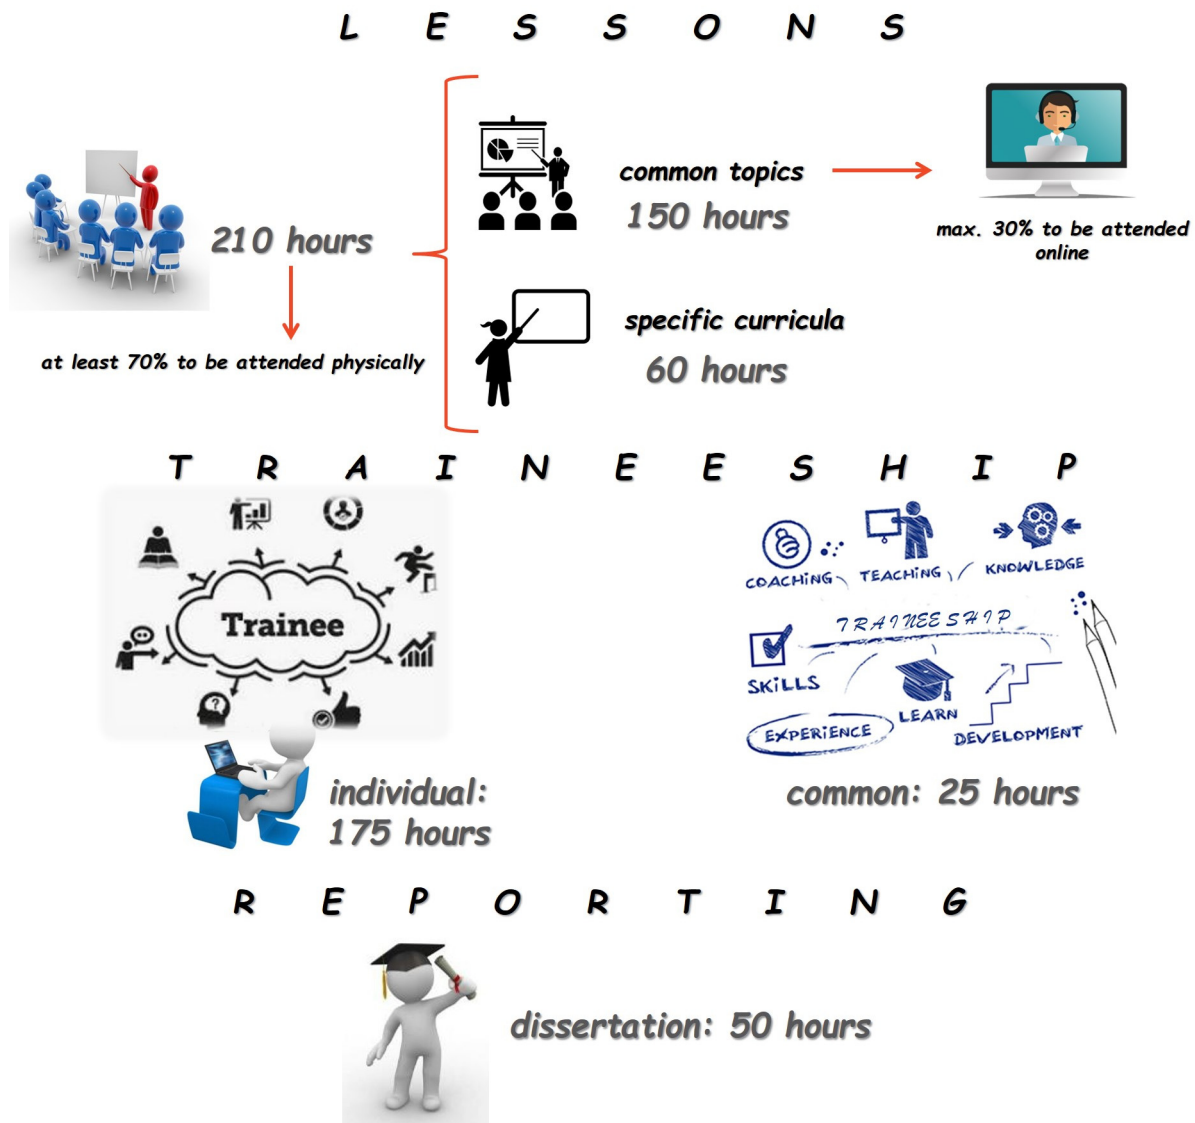 L E S S O N S
common topics
150 hours
max. 30% to be attended
online
210 hours
at least 70% to be attended physically
specific curricula
60 hours
T R A I N E E S H I P
Trainee
COACHiNG
TEACHiNG
KNOWLEDGE
TRAINEESHIP
SKiLLS
LEARN
EXPERiENCE
DEVELOPMENT
individual:
175 hours
common: 25 hours
R E P O R T I N G
dissertation: 50 hours